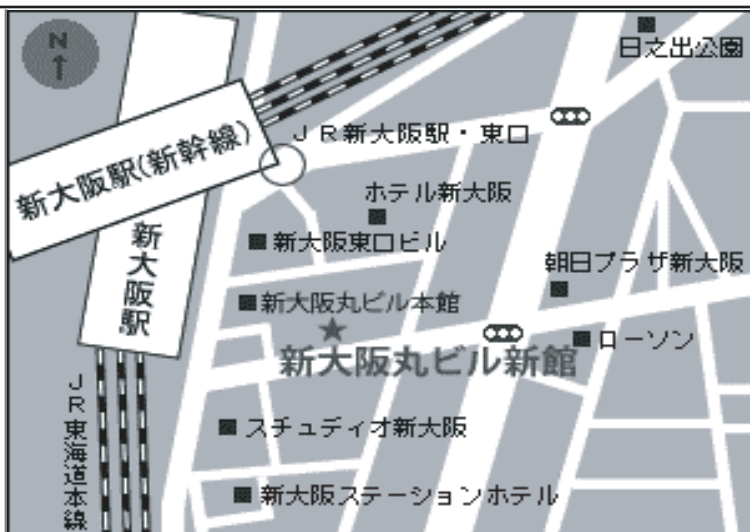 N
日之出公園
JR新大阪駅・東口
新大阪駅(新幹線)
ホテル新大阪
新大阪東口ビル
新大阪駅
朝日プラザ新大阪
新大阪丸ビル本館
ローソン
新大阪丸ビル新館
JR東海道本線
スチュディオ新大阪
新大阪ステーションホテル